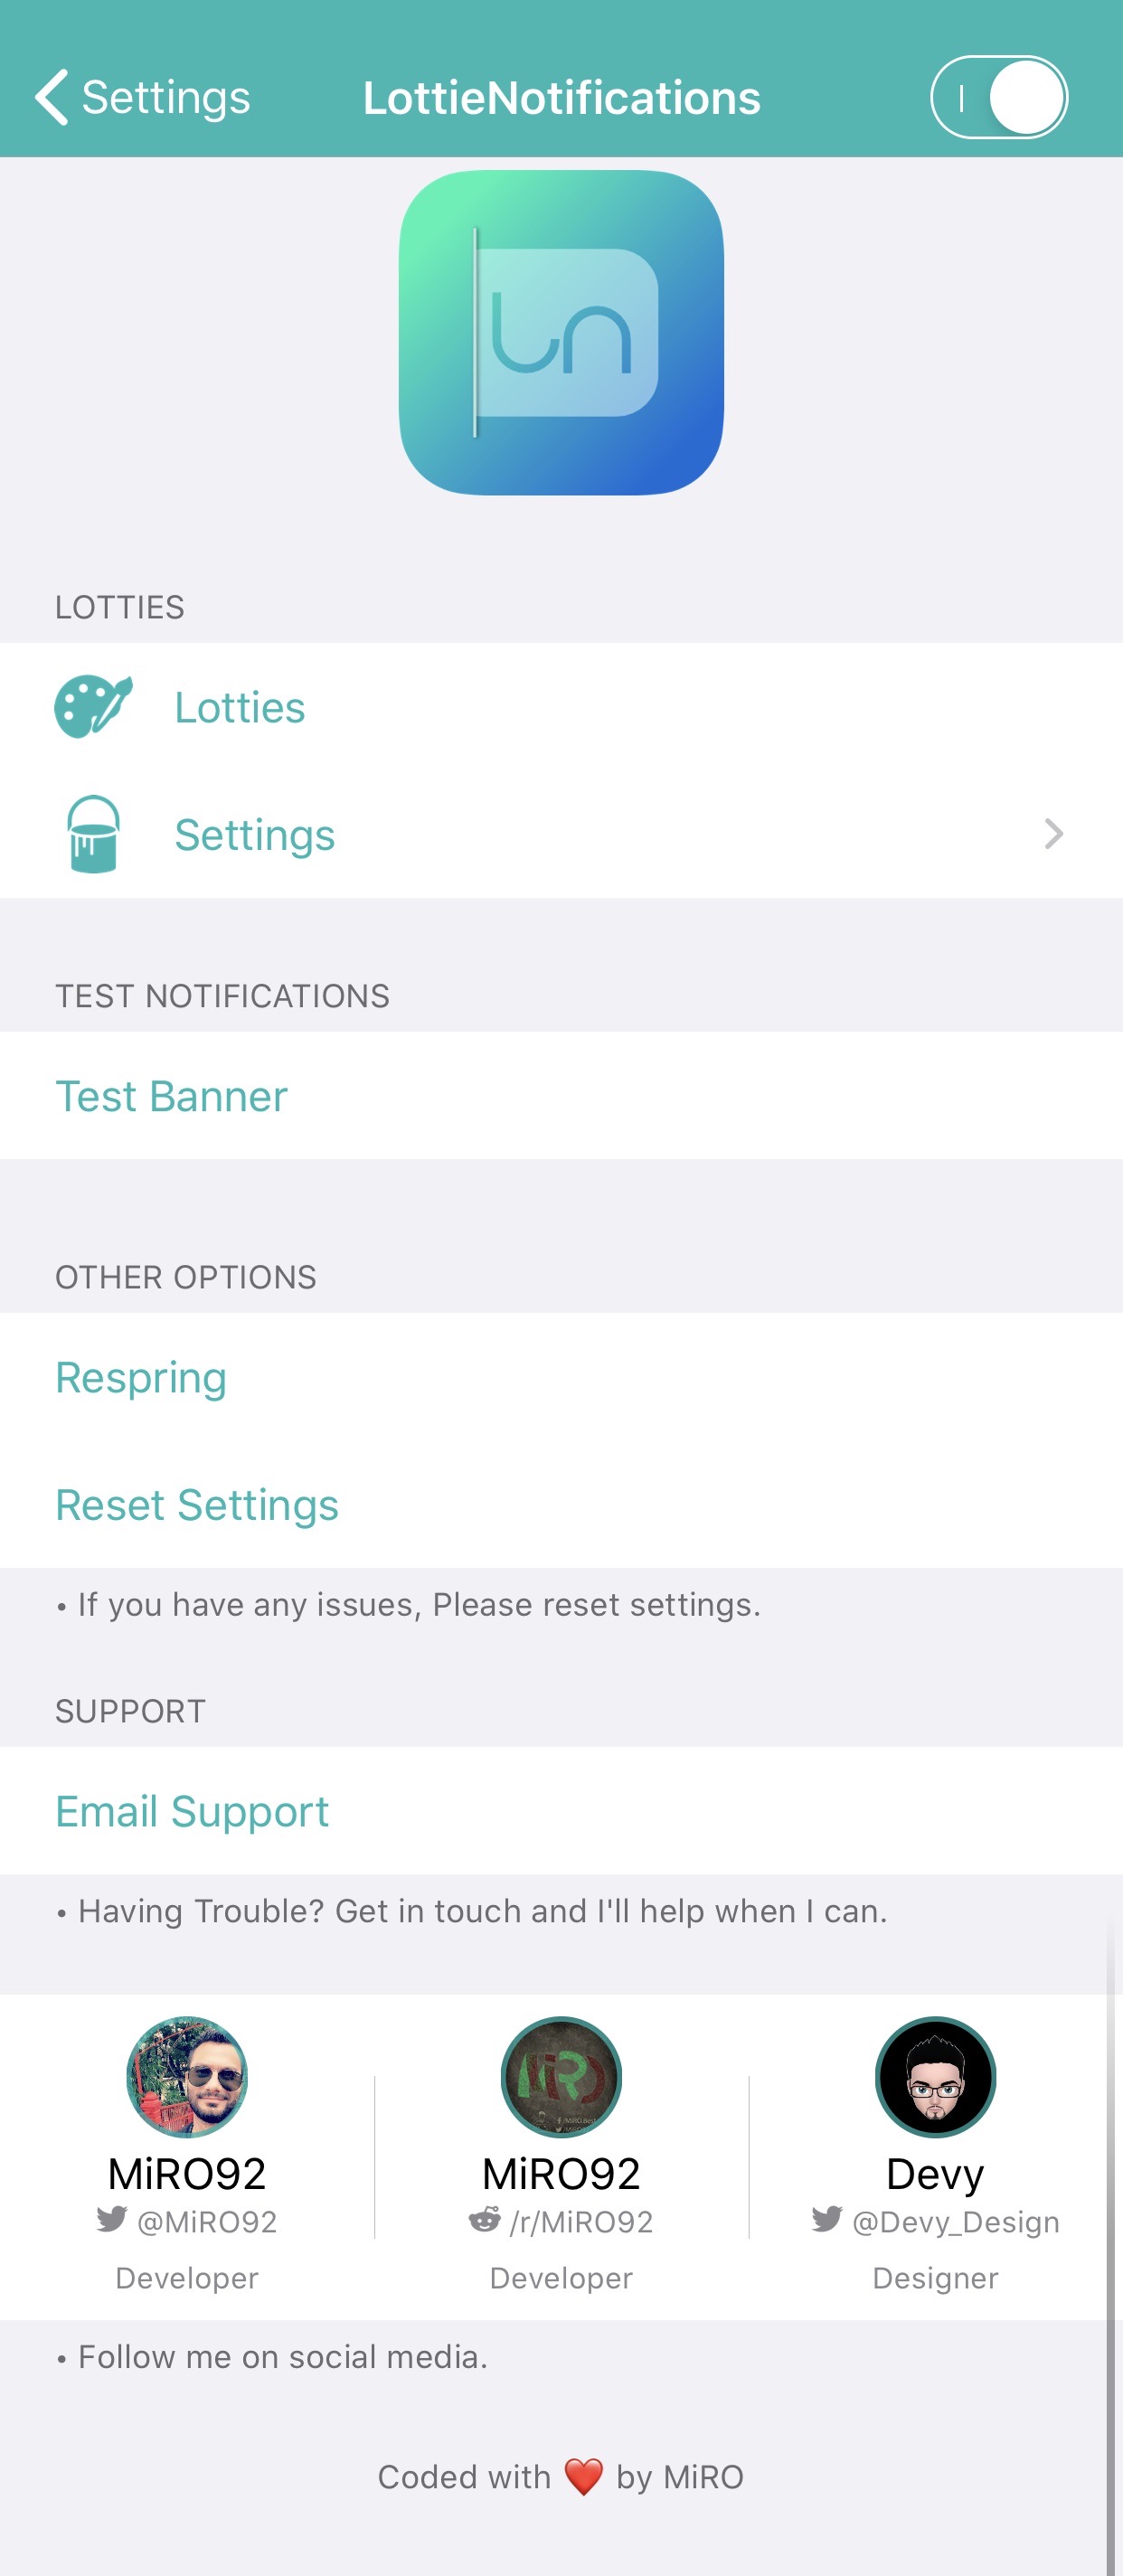 Settings
LottieNotifications
Ln
LOTTIES
Lotties
Settings
TEST NOTIFICATIONS
Test Banner
OTHER OPTIONS
Respring
Reset Settings
• If you have any issues, Please reset settings.
SUPPORT
Email Support
• Having Trouble? Get in touch and I'll help when I can.
MiRO
MiRO92 MiRO92 Devy
@MiRO92 /r/MiRO92 @Devy_Design
Developer Developer Designer
• Follow me on social media.
Coded with ❤️ by MiRO